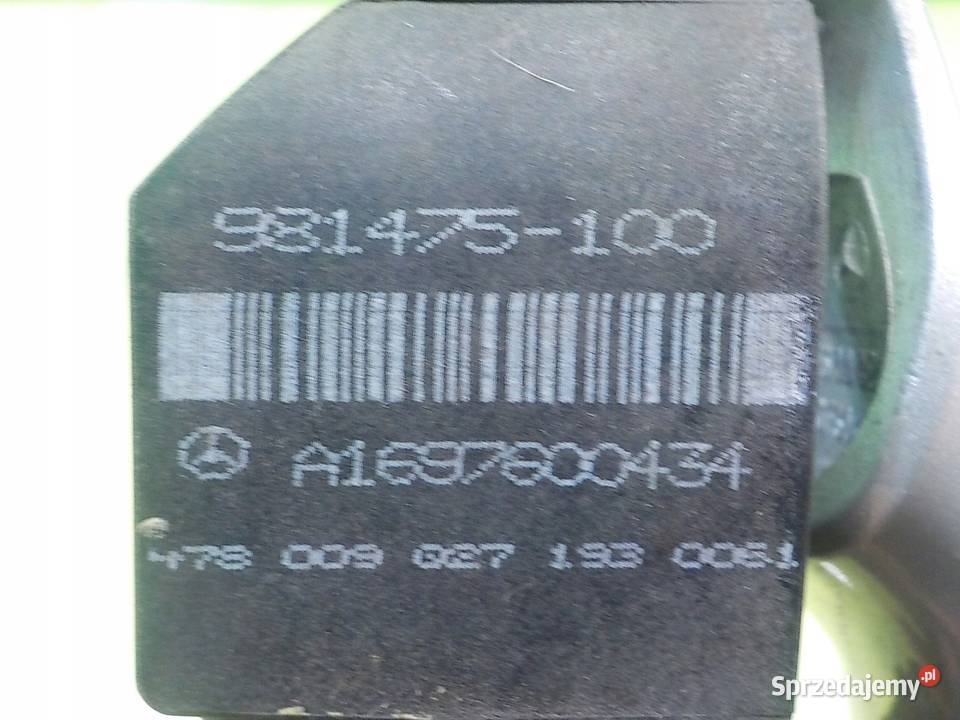 981475-100
A1697600434
478 009 027 193 0061
Sprzedajemy.pl